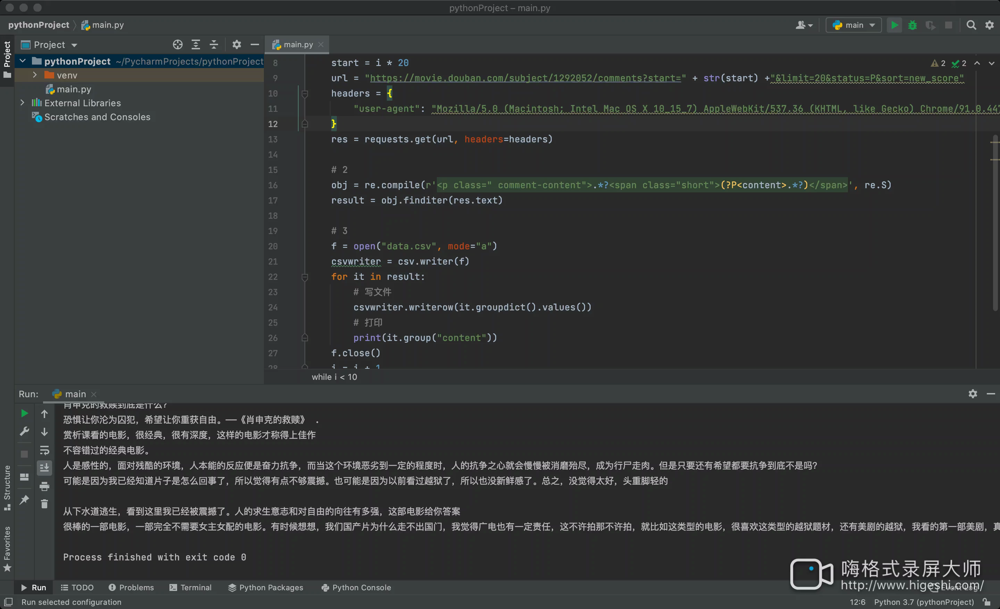 pythonProject – main.py
pythonProject
main.py
main
Project
Project
main.py
pythonProject ~/PycharmProjects/pythonProject
venv
main.py
External Libraries
Scratches and Consoles
2
2
8 start = i * 20
9 url = "https://movie.douban.com/subject/1292052/comments?start=" + str(start) +"&limit=20&status=P&sort=new_score"
10 headers = {
11 "user-agent": "Mozilla/5.0 (Macintosh; Intel Mac OS X 10_15_7) AppleWebKit/537.36 (KHTML, like Gecko) Chrome/91.0.447
12 }
13 res = requests.get(url, headers=headers)
14
15 # 2
16 obj = re.compile(r'<p class=" comment-content">.*?<span class="short">(?P<content>.*?)</span>', re.S)
17 result = obj.finditer(res.text)
18
19 # 3
20 f = open("data.csv", mode="a")
21 csvwriter = csv.writer(f)
22 for it in result:
23 # 写文件
24 csvwriter.writerow(it.groupdict().values())
25 # 打印
26 print(it.group("content"))
27 f.close()
28 i = i + 1
while i < 10
Run:
main
肖申克的救赎到底是什么？
恐惧让你沦为囚犯，希望让你重获自由。——《肖申克的救赎》 .
赏析课看的电影，很经典，很有深度，这样的电影才称得上佳作
不容错过的经典电影。
人是感性的，面对残酷的环境，人本能的反应便是奋力抗争，而当这个环境恶劣到一定的程度时，人的抗争之心就会慢慢被消磨殆尽，成为行尸走肉。但是只要还有希望都要抗争到底不是吗？
可能是因为我已经知道片子是怎么回事了，所以觉得有点不够震撼。也可能是因为以前看过越狱了，所以也没新鲜感了。总之，没觉得太好，头重脚轻的
从下水道逃生，看到这里我已经被震撼了。人的求生意志和对自由的向往有多强，这部电影给你答案
很棒的一部电影，一部完全不需要女主女配的电影。有时候想想，我们国产片为什么走不出国门，我觉得广电也有一定责任，这不许拍那不许拍，就比如这类型的电影，很喜欢这类型的越狱题材，还有美剧的越狱，我看的第一部美剧，真
Process finished with exit code 0
Structure
Favorites
嗨格式录屏大师
http://www.higeshi.com/
Run
TODO
Problems
Terminal
Python Packages
Python Console
Event Log
Run selected configuration
12:6
Python 3.7 (pythonProject)